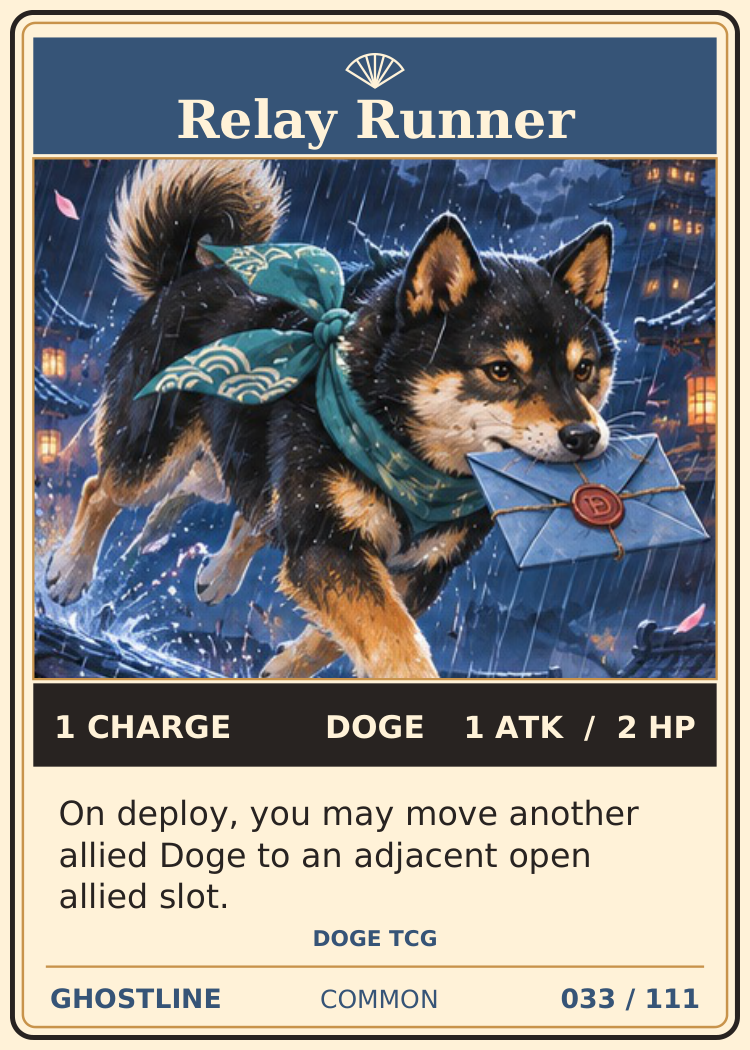 Relay Runner
Ð
1 CHARGE DOGE 1 ATK / 2 HP
On deploy, you may move another
allied Doge to an adjacent open
allied slot.
DOGE TCG
GHOSTLINE COMMON 033 / 111